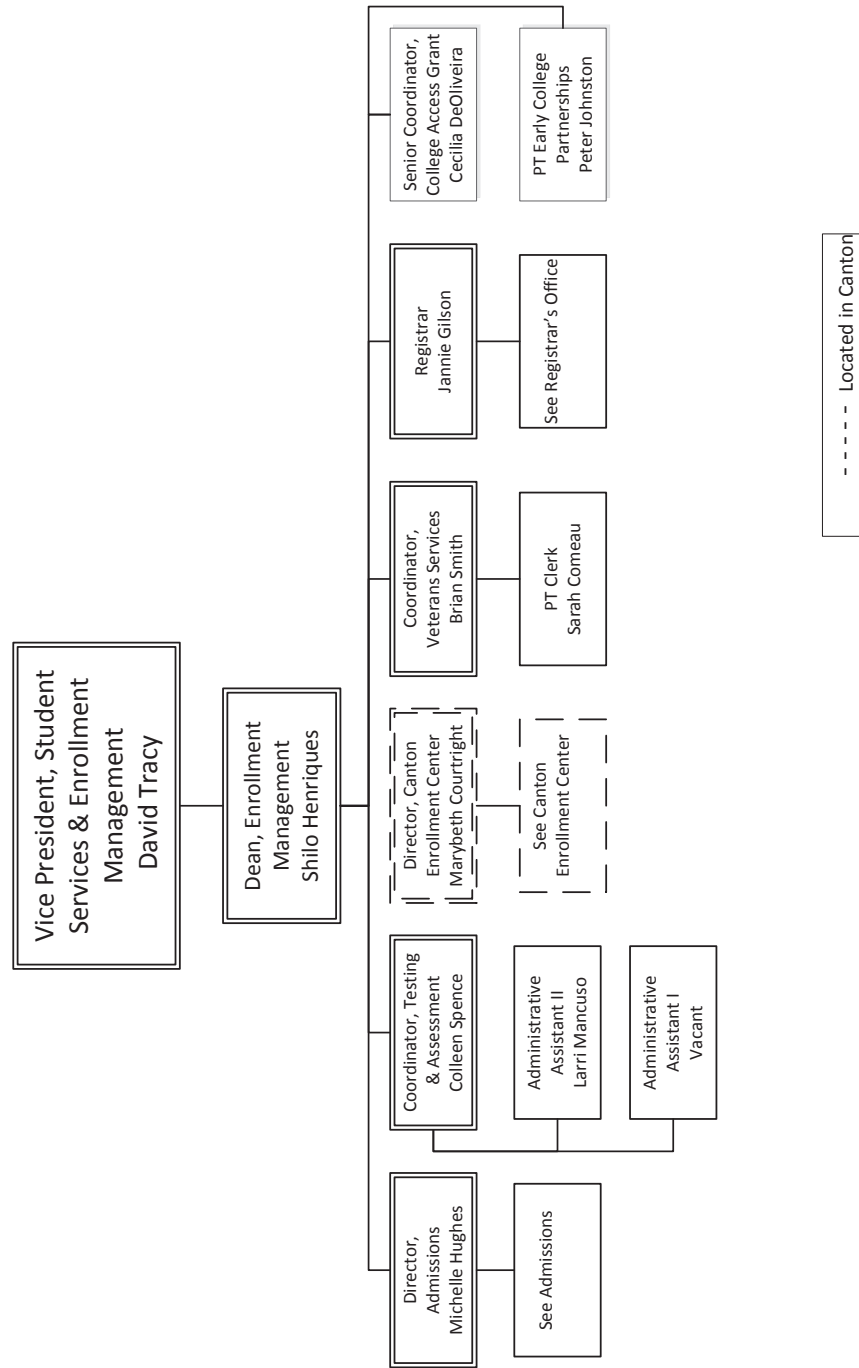 Vice President, Student
Services & Enrollment
Management
David Tracy
Dean, Enrollment
Management
Shilo Henriques
Director,
Admissions
Michelle Hughes
See Admissions
Coordinator, Testing
& Assessment
Colleen Spence
Administrative
Assistant II
Larri Mancuso
Administrative
Assistant I
Vacant
Director, Canton
Enrollment Center
Marybeth Courtright
See Canton
Enrollment Center
Coordinator,
Veterans Services
Brian Smith
PT Clerk
Sarah Comeau
Registrar
Jannie Gilson
See Registrar’s Office
Senior Coordinator,
College Access Grant
Cecilia DeOliveira
PT Early College
Partnerships
Peter Johnston
- - - - - Located in Canton